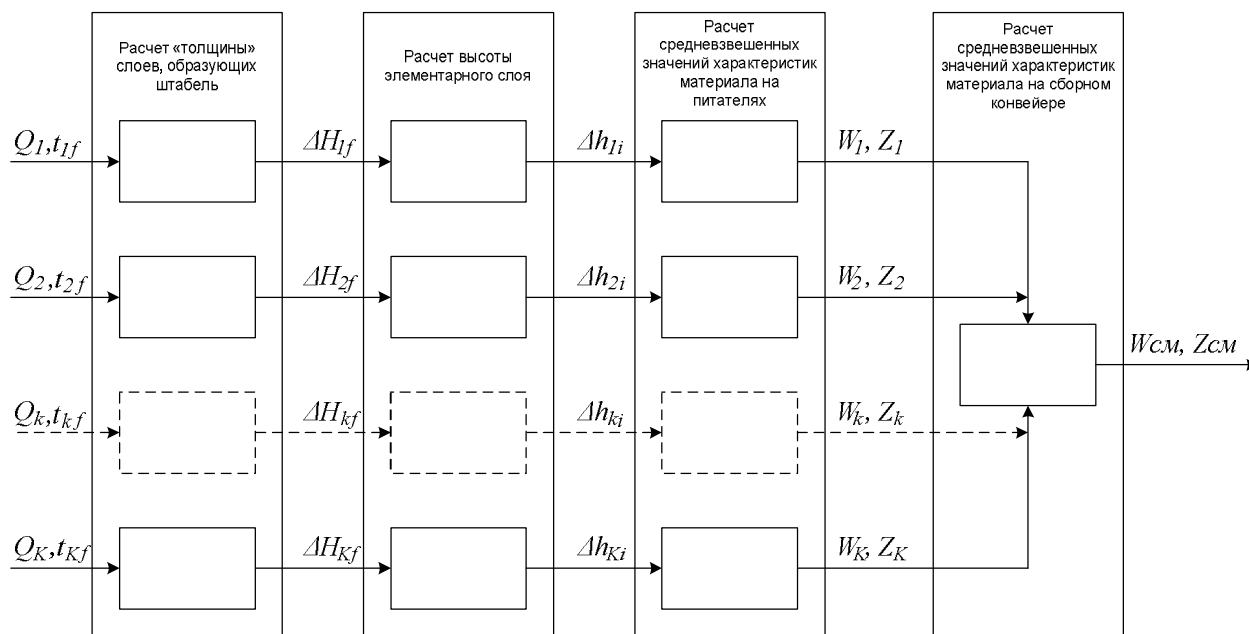 Расчет «толщины»
слоев, образующих
штабель
Расчет высоты
элементарного слоя
Расчет
средневзвешенных
значений характеристик
материала на
питателях
Расчет
средневзвешенных
значений характеристик
материала на сборном
конвейере
Q1,t1f
ΔH1f
Δh1i
W1, Z1
Q2,t2f
ΔH2f
Δh2i
W2, Z2
Wсм, Zсм
Qk,tkf
ΔHkf
Δhki
Wk, Zk
QK,tKf
ΔHKf
ΔhKi
WK, ZK